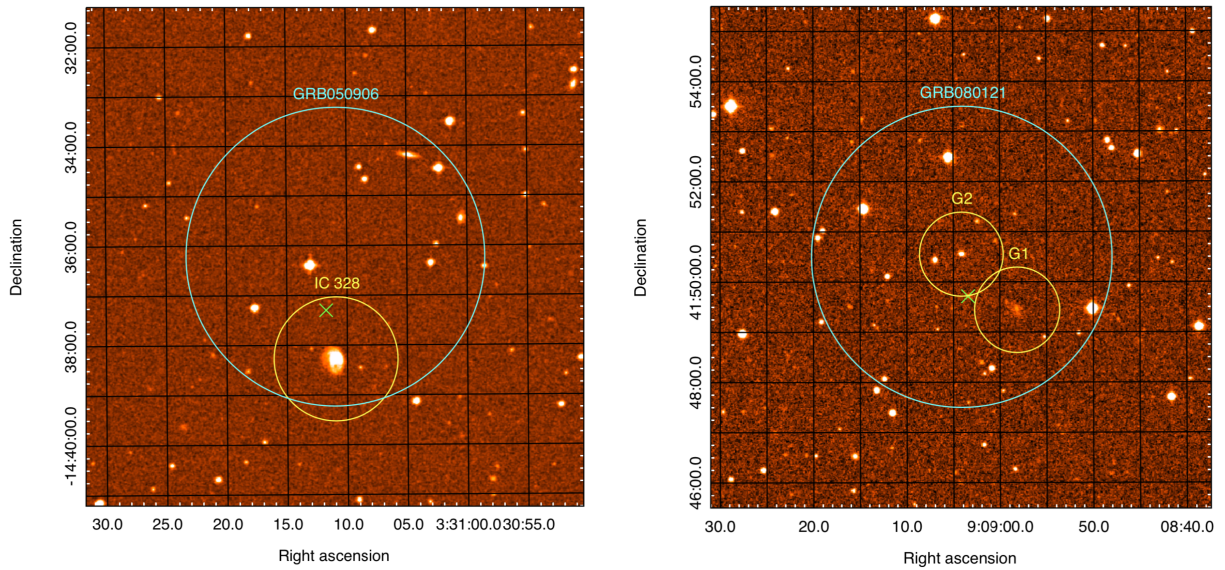 GRB050906
IC 328
32:00.0
34:00.0
36:00.0
38:00.0
-14:40:00.0
Declination
30.0 25.0 20.0 15.0 10.0 05.0 3:31:00.0 30:55.0
Right ascension
GRB080121
G2
G1
54:00.0
52:00.0
41:50:00.0
48:00.0
46:00.0
Declination
30.0 20.0 10.0 9:09:00.0 50.0 08:40.0
Right ascension